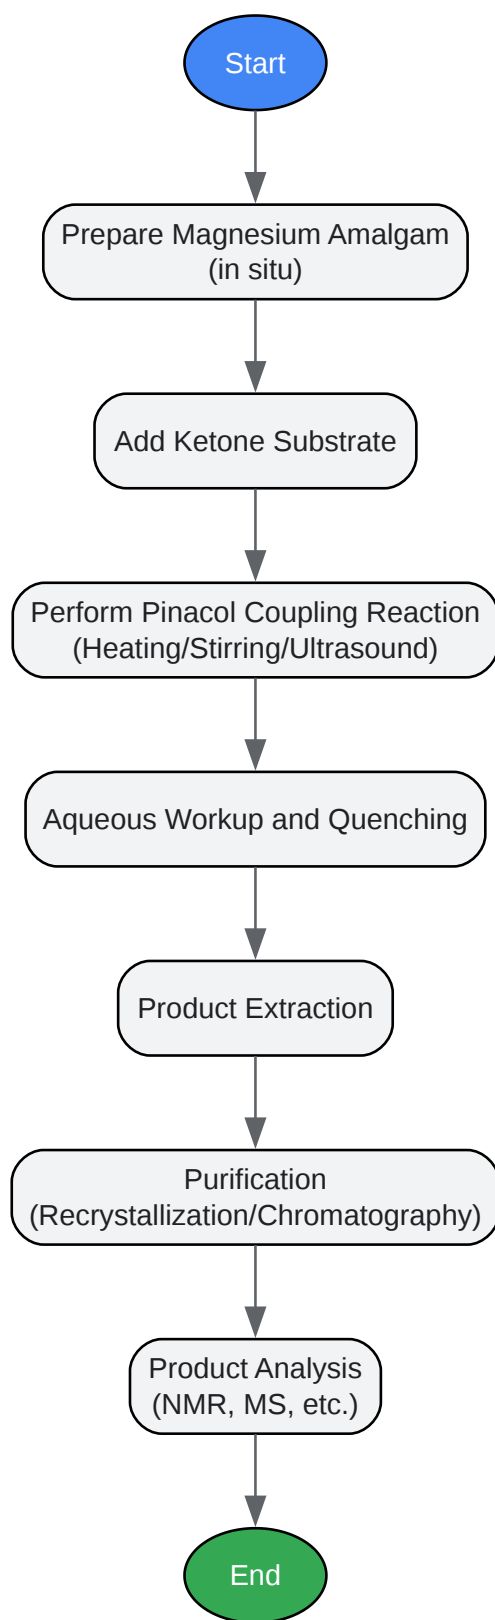 Start
Prepare Magnesium Amalgam
(in situ)
Add Ketone Substrate
Perform Pinacol Coupling Reaction
(Heating/Stirring/Ultrasound)
Aqueous Workup and Quenching
Product Extraction
Purification
(Recrystallization/Chromatography)
Product Analysis
(NMR, MS, etc.)
End